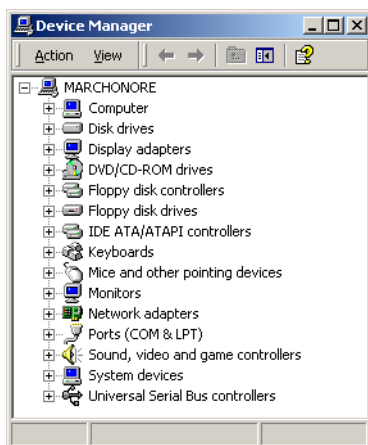 Device Manager
Action View
MARCHONORE
Computer
Disk drives
Display adapters
DVD/CD-ROM drives
Floppy disk controllers
Floppy disk drives
IDE ATA/ATAPI controllers
Keyboards
Mice and other pointing devices
Monitors
Network adapters
Ports (COM & LPT)
Sound, video and game controllers
System devices
Universal Serial Bus controllers